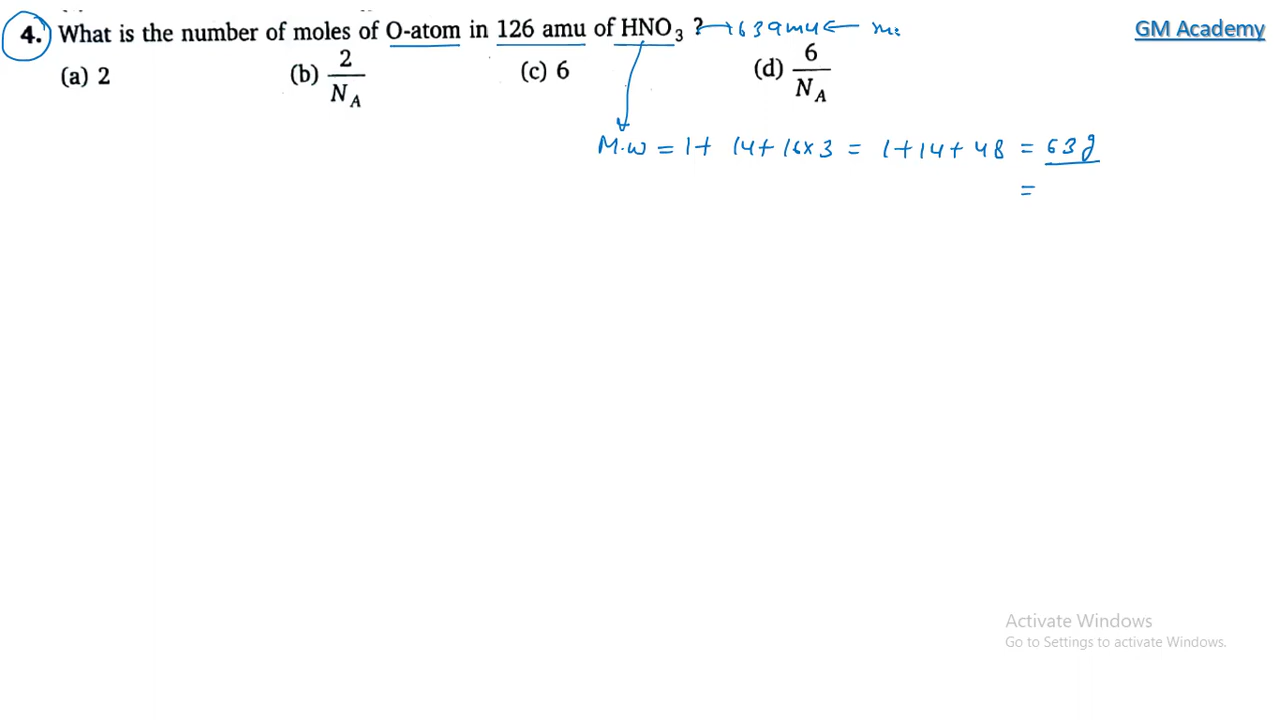 4. What is the number of moles of O-atom in 126 amu of HNO₃ ? → 63 amu ←
GM Academy
(a) 2 (b) 2/N_A (c) 6 (d) 6/N_A
M.W = 1 + 14 + 16×3 = 1 + 14 + 48 = 63g
=
Activate Windows
Go to Settings to activate Windows.